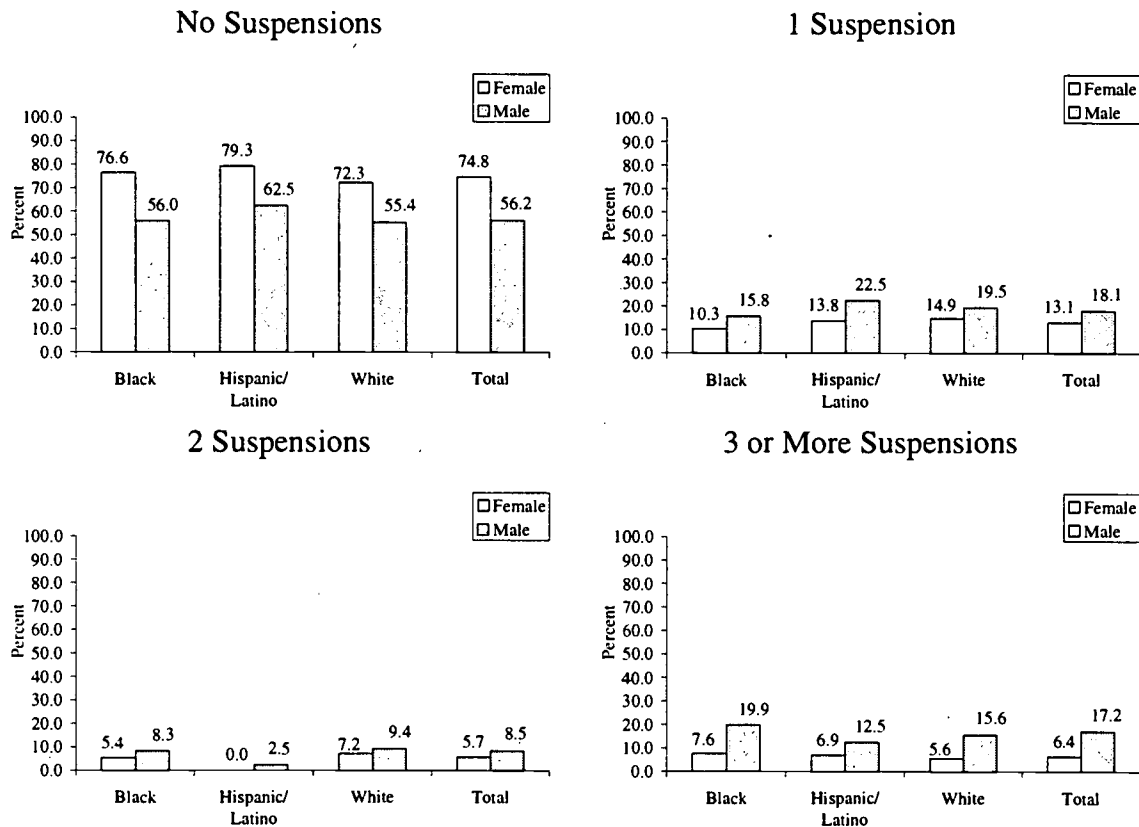 No Suspensions
Female
Male
Percent
100.0
90.0
80.0
70.0
60.0
50.0
40.0
30.0
20.0
10.0
0.0
76.6
56.0
79.3
62.5
72.3
55.4
74.8
56.2
Black
Hispanic/
Latino
White
Total
1 Suspension
Female
Male
Percent
100.0
90.0
80.0
70.0
60.0
50.0
40.0
30.0
20.0
10.0
0.0
10.3
15.8
13.8
22.5
14.9
19.5
13.1
18.1
Black
Hispanic/
Latino
White
Total
2 Suspensions
Female
Male
Percent
100.0
90.0
80.0
70.0
60.0
50.0
40.0
30.0
20.0
10.0
0.0
5.4
8.3
0.0
2.5
7.2
9.4
5.7
8.5
Black
Hispanic/
Latino
White
Total
3 or More Suspensions
Female
Male
Percent
100.0
90.0
80.0
70.0
60.0
50.0
40.0
30.0
20.0
10.0
0.0
7.6
19.9
6.9
12.5
5.6
15.6
6.4
17.2
Black
Hispanic/
Latino
White
Total